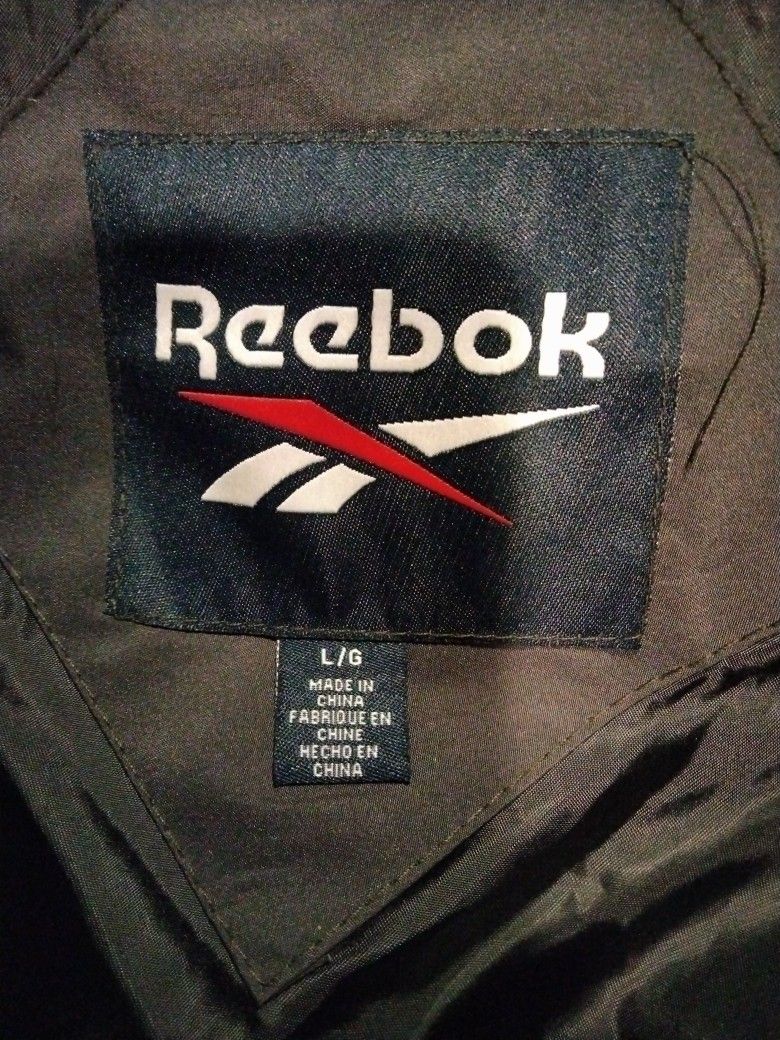 Reebok
L/G
MADE IN
CHINA
FABRIQUE EN
CHINE
HECHO EN
CHINA